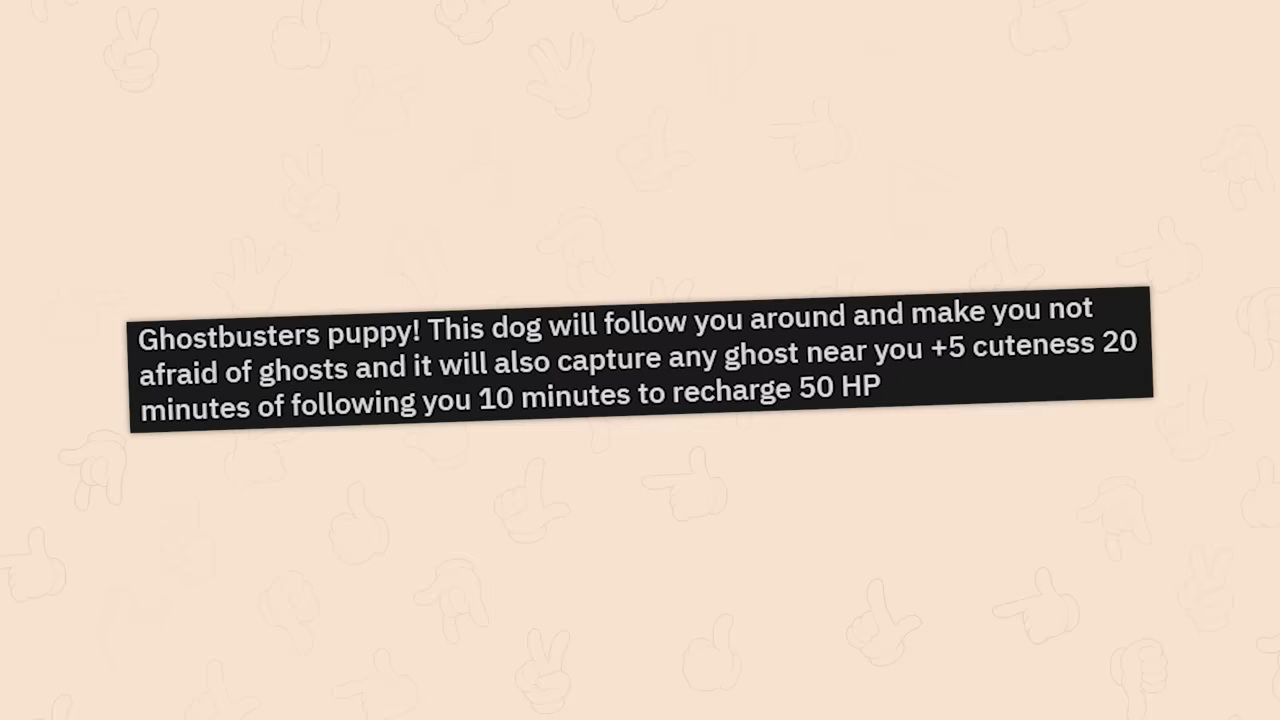 Ghostbusters puppy! This dog will follow you around and make you not
afraid of ghosts and it will also capture any ghost near you +5 cuteness 20
minutes of following you 10 minutes to recharge 50 HP